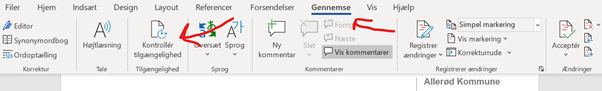 Filer Hjem Indsæt Design Layout Referencer Forsendelser Gennemse Vis Hjælp
Editor
Synonymordbog
Ordoptælling
Korrektur
Højtlæsning
Tale
Kontrollér
tilgængelighed
Tilgængelighed
Oversæt Sprog
Sprog
Ny
kommentar
Slet
Forrige
Næste
Vis kommentarer
Kommentarer
Registrer
ændringer
Simpel markering
Vis markering
Korrekturrude
Registrer ændringer
Acceptér
Ændringer
Allerød Kommune